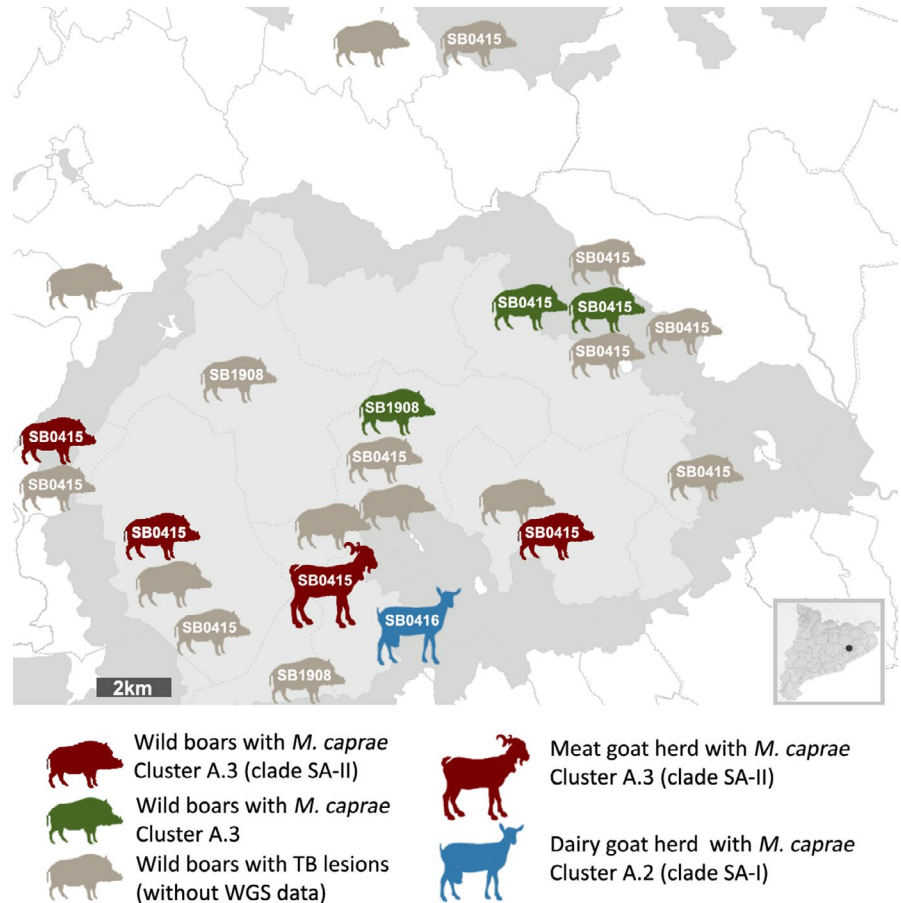 SB0415
SB0415
SB0415
SB0415
SB0415
SB0415
SB1908
SB1908
SB0415
SB0415
SB0415
SB0415
SB0415
SB0415
SB0415
SB0416
SB0415
SB1908
2km
Wild boars with M. caprae
Cluster A.3 (clade SA-II)
Wild boars with M. caprae
Cluster A.3
Wild boars with TB lesions
(without WGS data)
Meat goat herd with M. caprae
Cluster A.3 (clade SA-II)
Dairy goat herd with M. caprae
Cluster A.2 (clade SA-I)